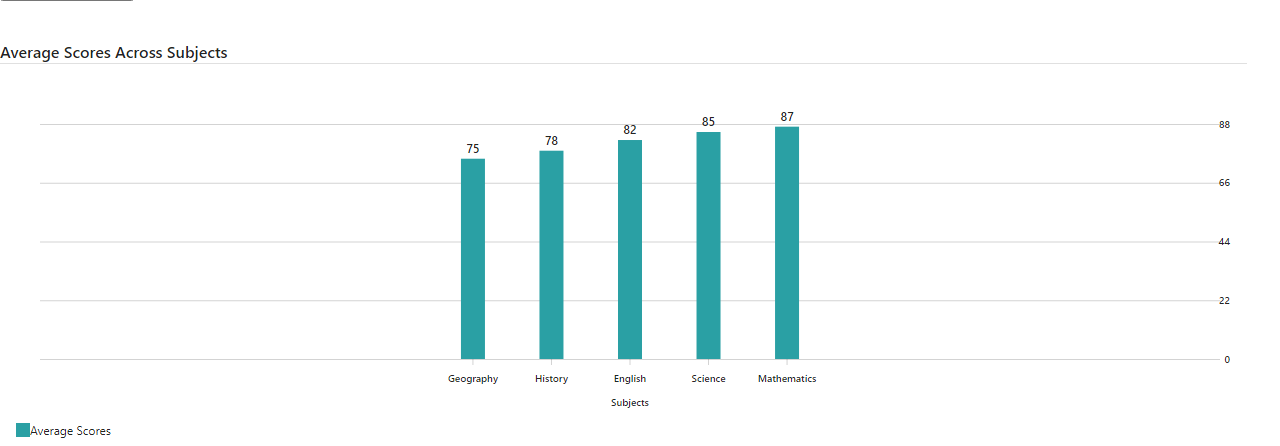 Average Scores Across Subjects
87
85
82
78
75
88
66
44
22
0
Geography History English Science Mathematics
Subjects
Average Scores